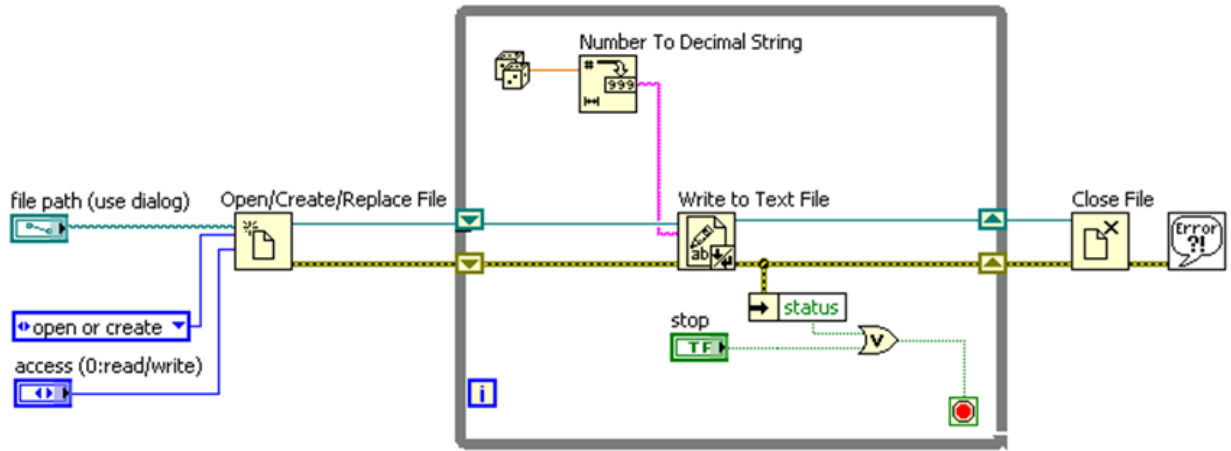 Number To Decimal String
#
999
file path (use dialog)
Open/Create/Replace File
Write to Text File
Close File
ab
Error
?!
open or create
status
stop
TF
V
access (0:read/write)
i